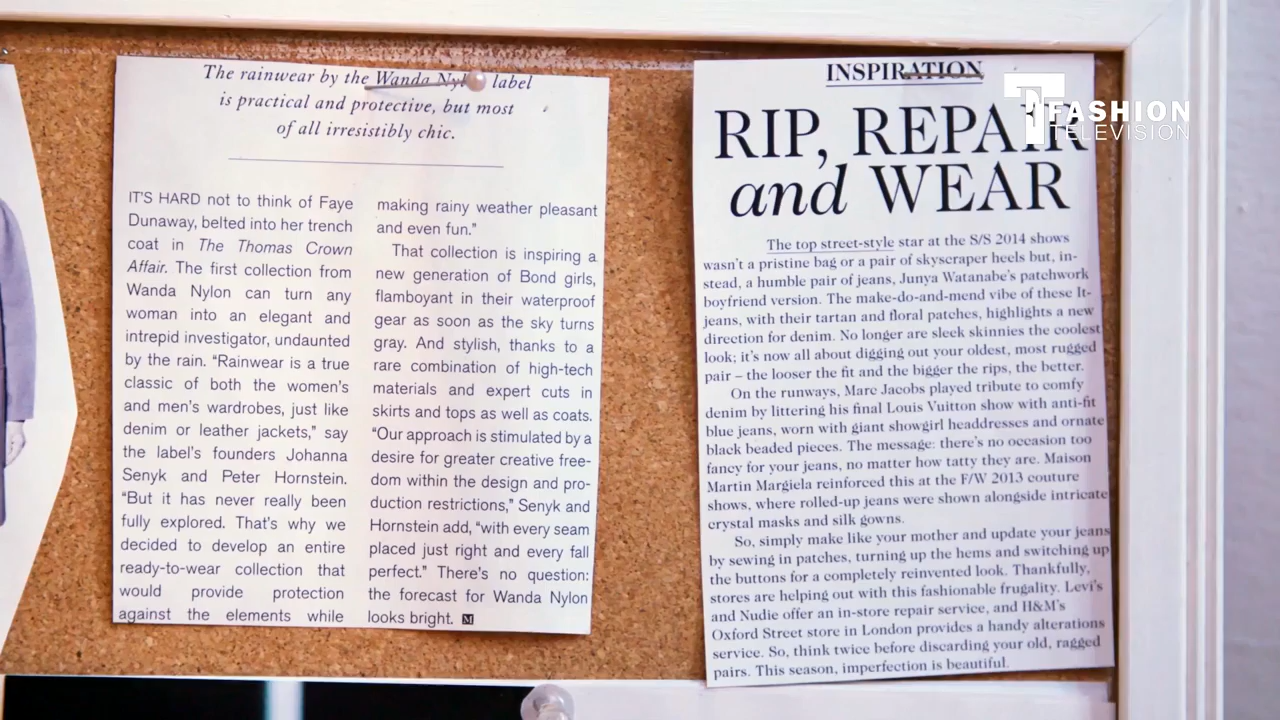 The rainwear by the Wanda Nylon label
is practical and protective, but most
of all irresistibly chic.
IT'S HARD not to think of Faye
Dunaway, belted into her trench
coat in The Thomas Crown
Affair. The first collection from
Wanda Nylon can turn any
woman into an elegant and
intrepid investigator, undaunted
by the rain. “Rainwear is a true
classic of both the women's
and men's wardrobes, just like
denim or leather jackets,” say
the label's founders Johanna
Senyk and Peter Hornstein.
“But it has never really been
fully explored. That's why we
decided to develop an entire
ready-to-wear collection that
would provide protection
against the elements while
making rainy weather pleasant
and even fun.”
That collection is inspiring a
new generation of Bond girls,
flamboyant in their waterproof
gear as soon as the sky turns
gray. And stylish, thanks to a
rare combination of high-tech
materials and expert cuts in
skirts and tops as well as coats.
“Our approach is stimulated by a
desire for greater creative free-
dom within the design and pro-
duction restrictions,” Senyk and
Hornstein add, “with every seam
placed just right and every fall
perfect.” There's no question:
the forecast for Wanda Nylon
looks bright. M
INSPIRATION
RIP, REPAIR
and WEAR
The top street-style star at the S/S 2014 shows
wasn't a pristine bag or a pair of skyscraper heels but, in-
stead, a humble pair of jeans, Junya Watanabe's patchwork
boyfriend version. The make-do-and-mend vibe of these It-
jeans, with their tartan and floral patches, highlights a new
direction for denim. No longer are sleek skinnies the coolest
look; it's now all about digging out your oldest, most rugged
pair – the looser the fit and the bigger the rips, the better.
On the runways, Marc Jacobs played tribute to comfy
denim by littering his final Louis Vuitton show with anti-fit
blue jeans, worn with giant showgirl headdresses and ornate
black beaded pieces. The message: there's no occasion too
fancy for your jeans, no matter how tatty they are. Maison
Martin Margiela reinforced this at the F/W 2013 couture
shows, where rolled-up jeans were shown alongside intricate
crystal masks and silk gowns.
So, simply make like your mother and update your jeans
by sewing in patches, turning up the hems and switching up
the buttons for a completely reinvented look. Thankfully,
stores are helping out with this fashionable frugality. Levi's
and Nudie offer an in-store repair service, and H&M's
Oxford Street store in London provides a handy alterations
service. So, think twice before discarding your old, ragged
pairs. This season, imperfection is beautiful.
FASHION
TELEVISION